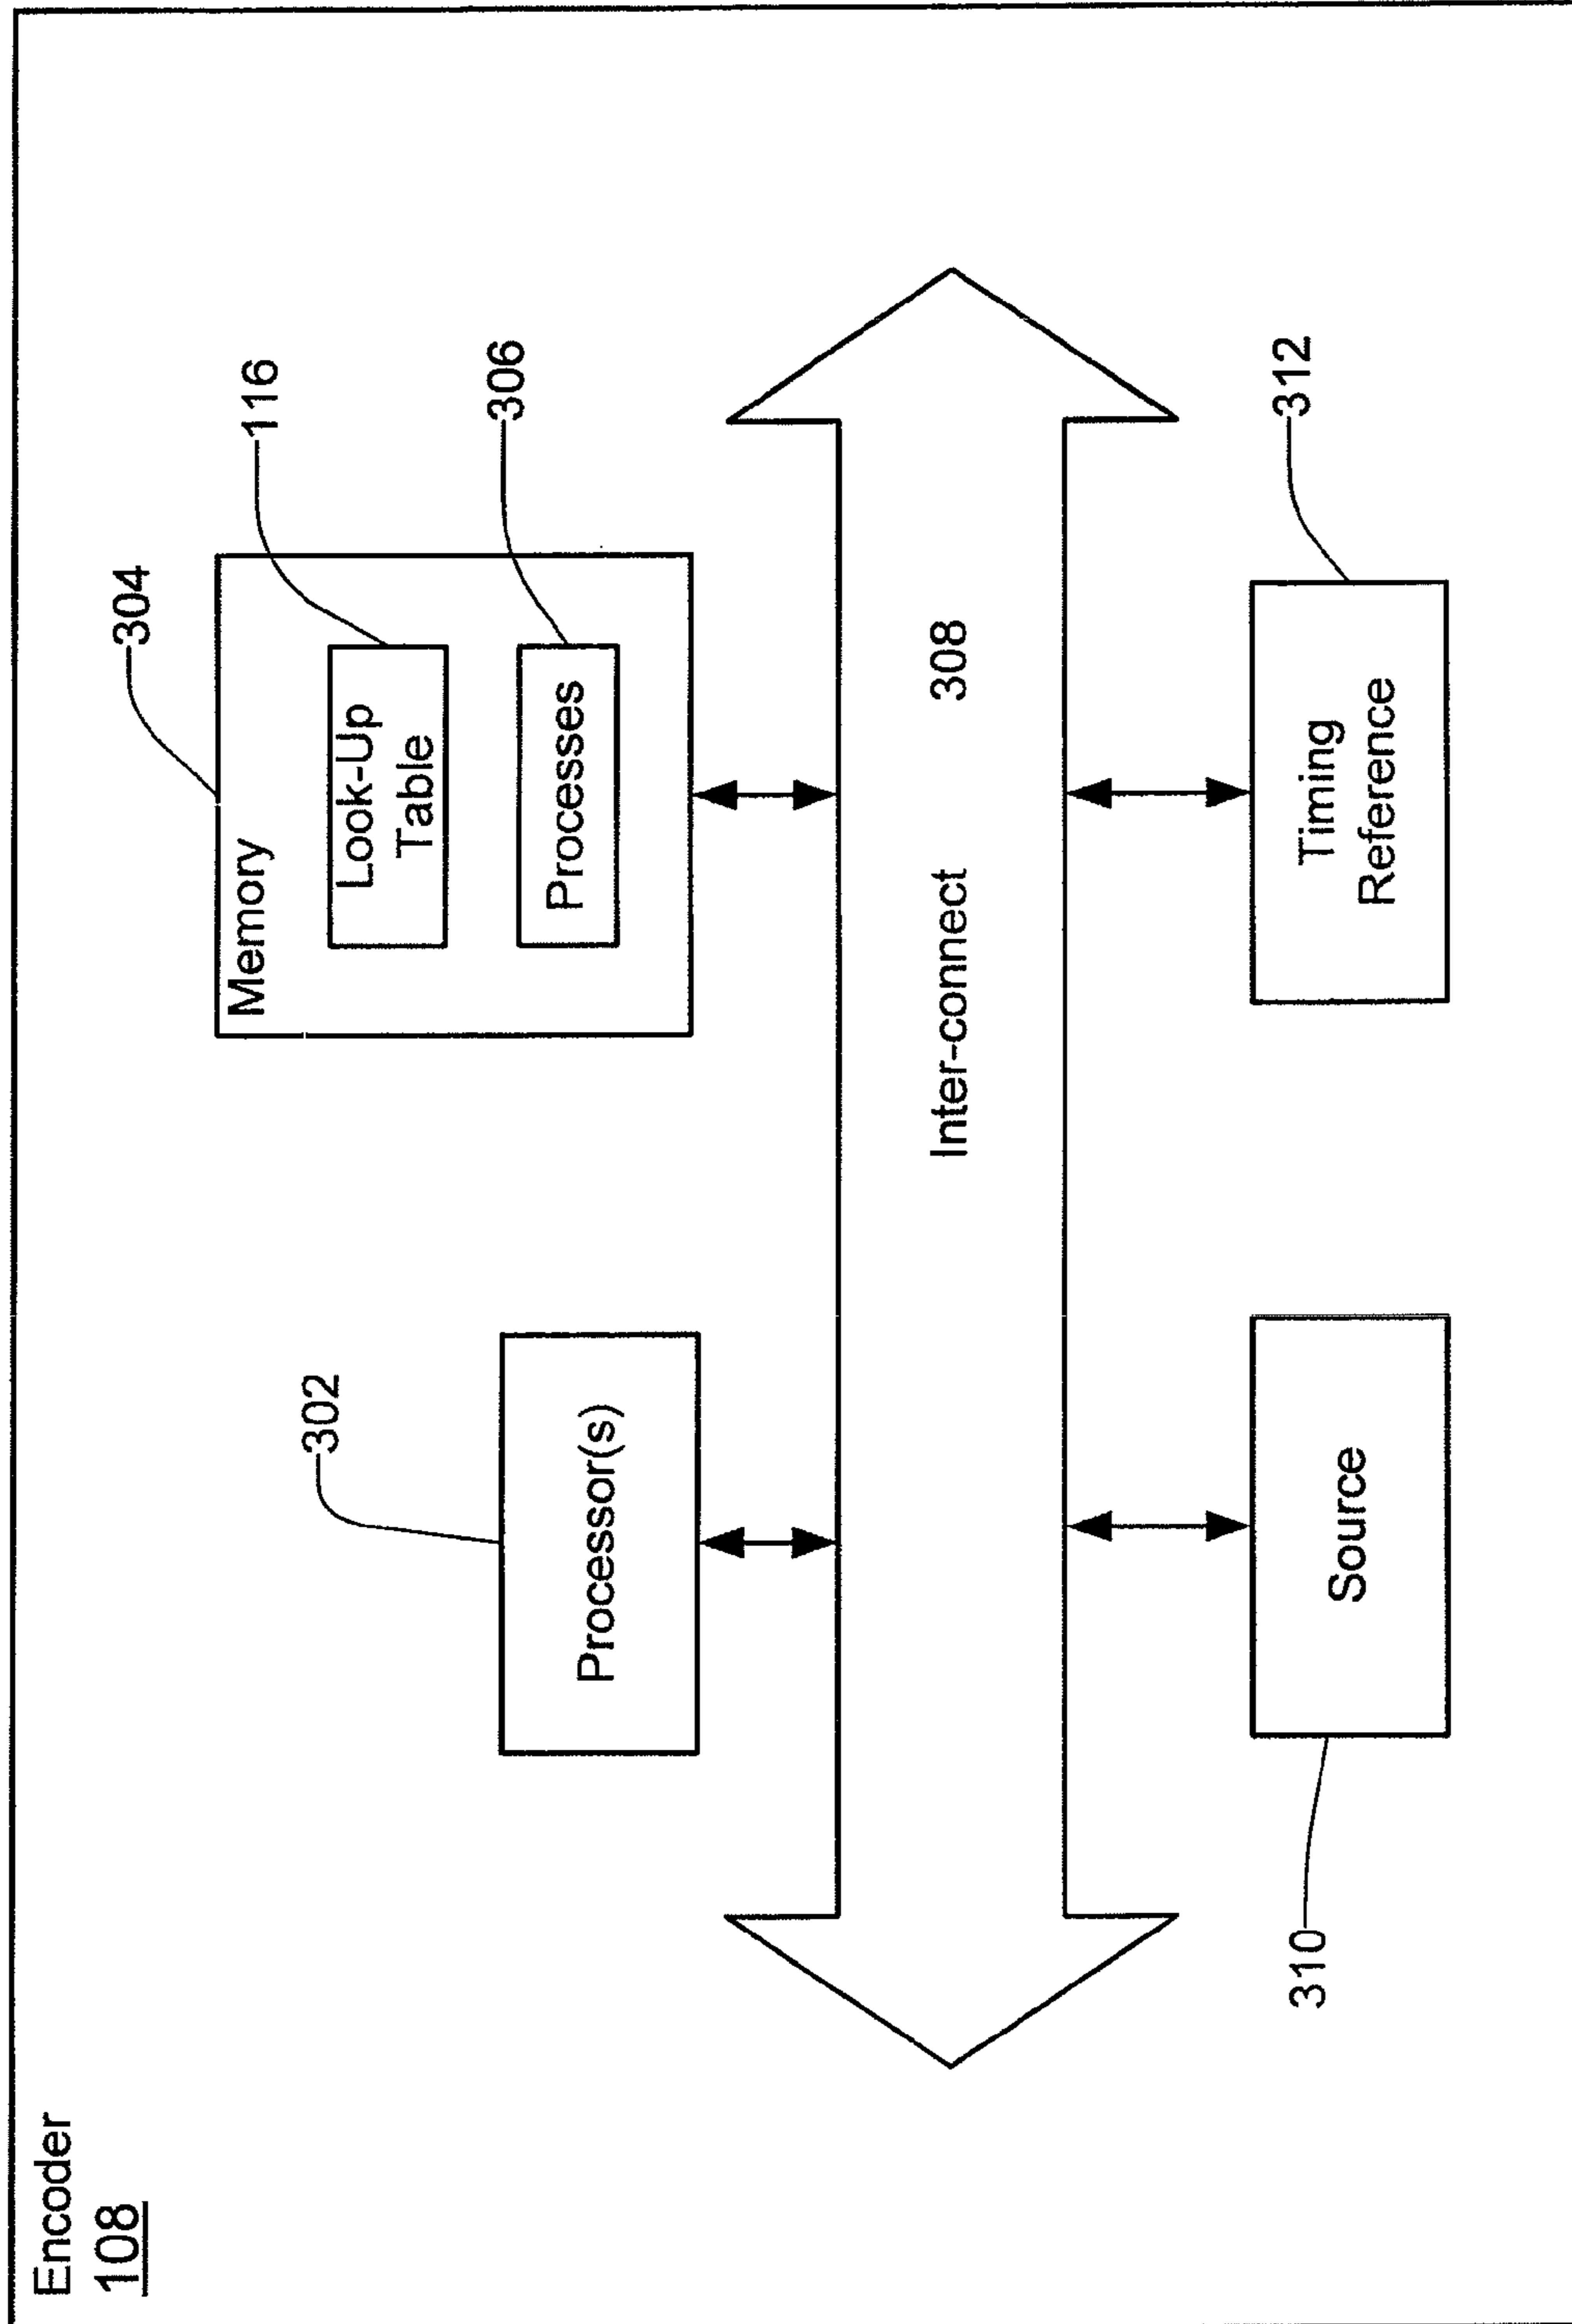 Encoder
108
304
Memory
116
Look-Up
Table
306
Processes
302
Processor(s)
Inter-connect 308
310
Source
312
Timing
Reference